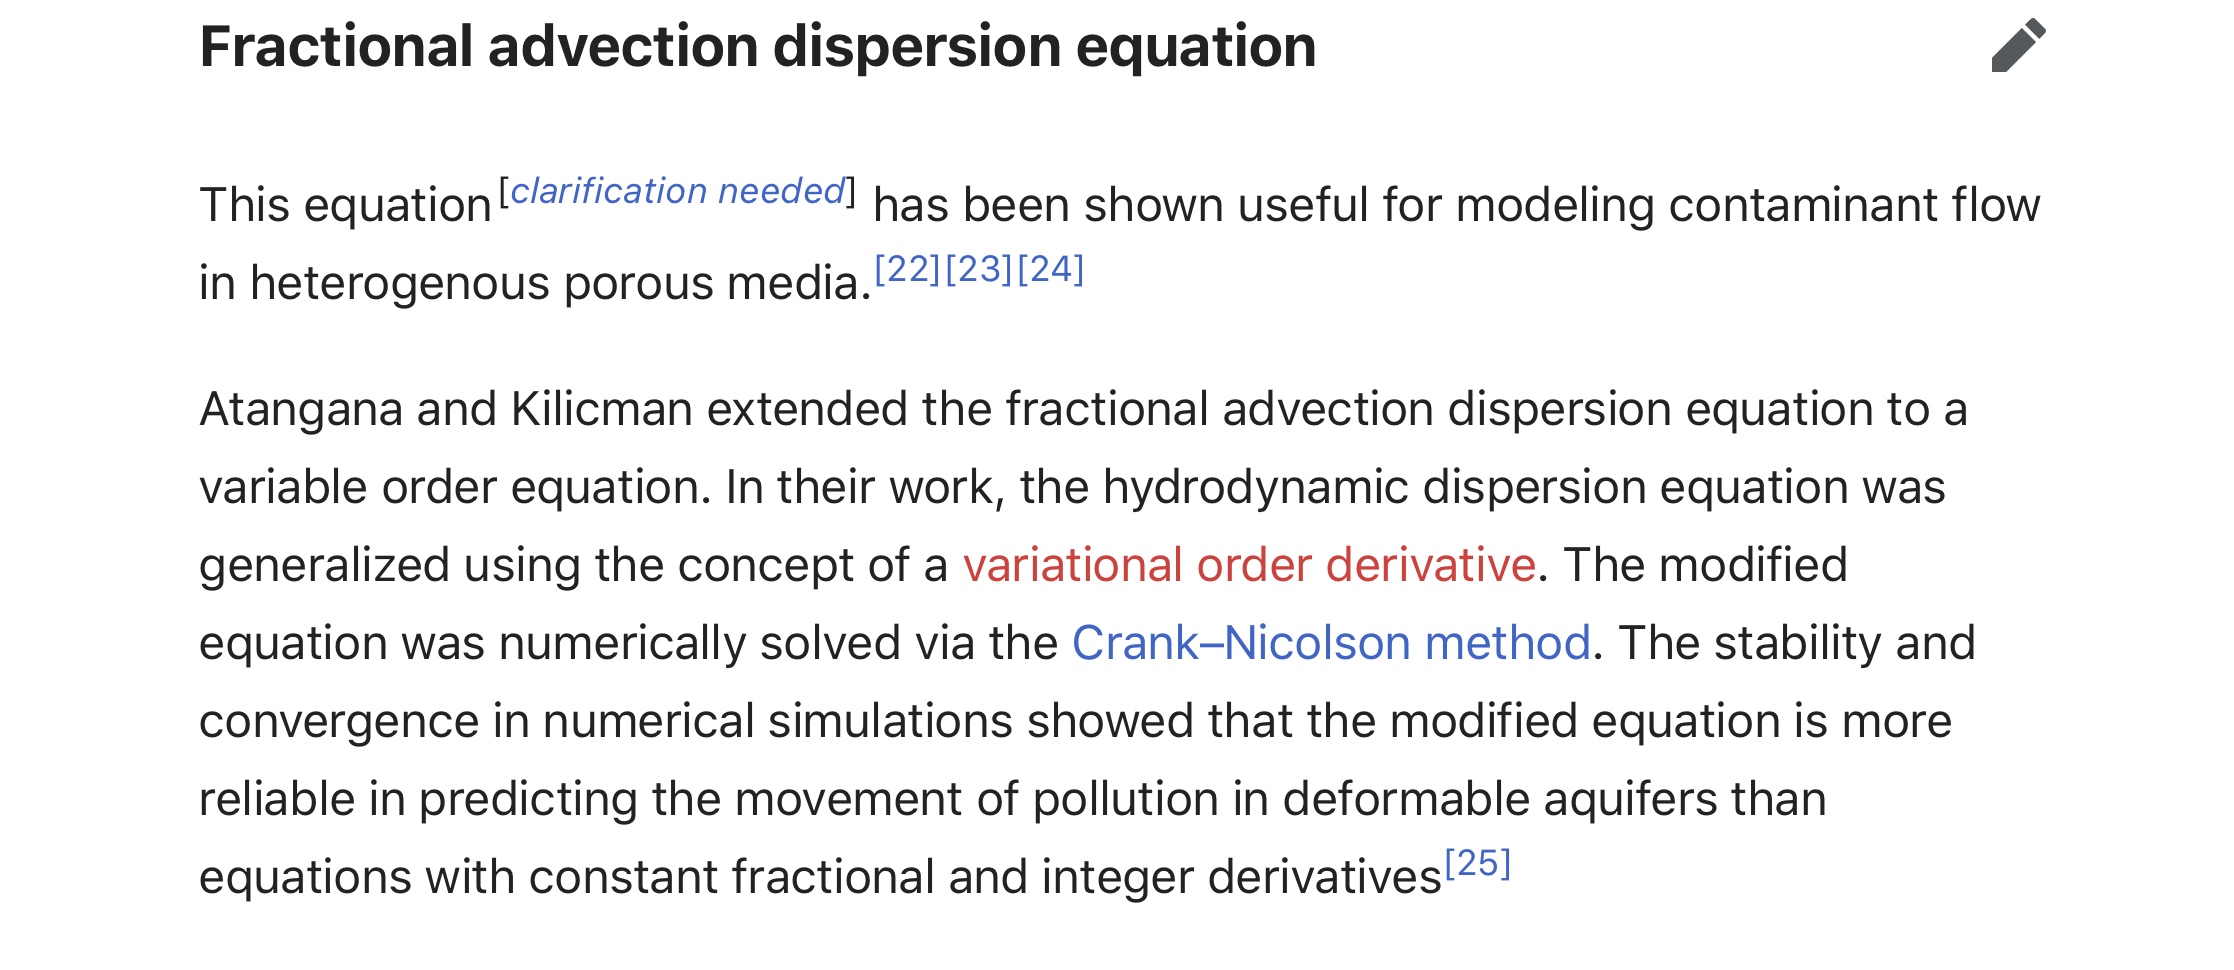 Fractional advection dispersion equation
This equation[clarification needed] has been shown useful for modeling contaminant flow
in heterogenous porous media.[22][23][24]
Atangana and Kilicman extended the fractional advection dispersion equation to a
variable order equation. In their work, the hydrodynamic dispersion equation was
generalized using the concept of a variational order derivative. The modified
equation was numerically solved via the Crank–Nicolson method. The stability and
convergence in numerical simulations showed that the modified equation is more
reliable in predicting the movement of pollution in deformable aquifers than
equations with constant fractional and integer derivatives[25]